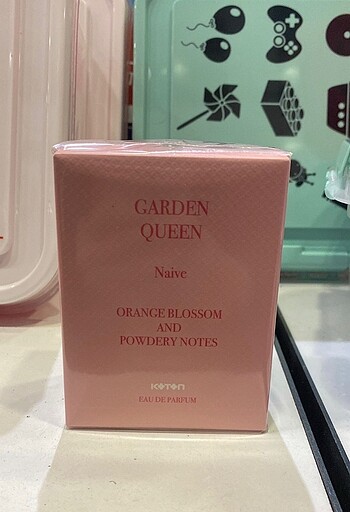 GARDEN
QUEEN
Naive
ORANGE BLOSSOM
AND
POWDERY NOTES
KOTON
EAU DE PARFUM